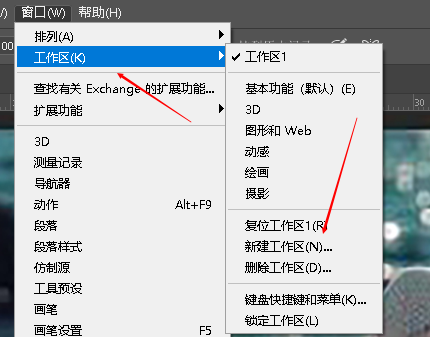 窗口(W) 帮助(H)
排列(A)
工作区(K)
查找有关 Exchange 的扩展功能...
扩展功能
3D
测量记录
导航器
动作 Alt+F9
段落
段落样式
仿制源
工具预设
画笔
画笔设置 F5
✓ 工作区1
基本功能（默认）(E)
3D
图形和 Web
动感
绘画
摄影
复位工作区1(R)
新建工作区(N)...
删除工作区(D)...
键盘快捷键和菜单(K)...
锁定工作区(L)
30